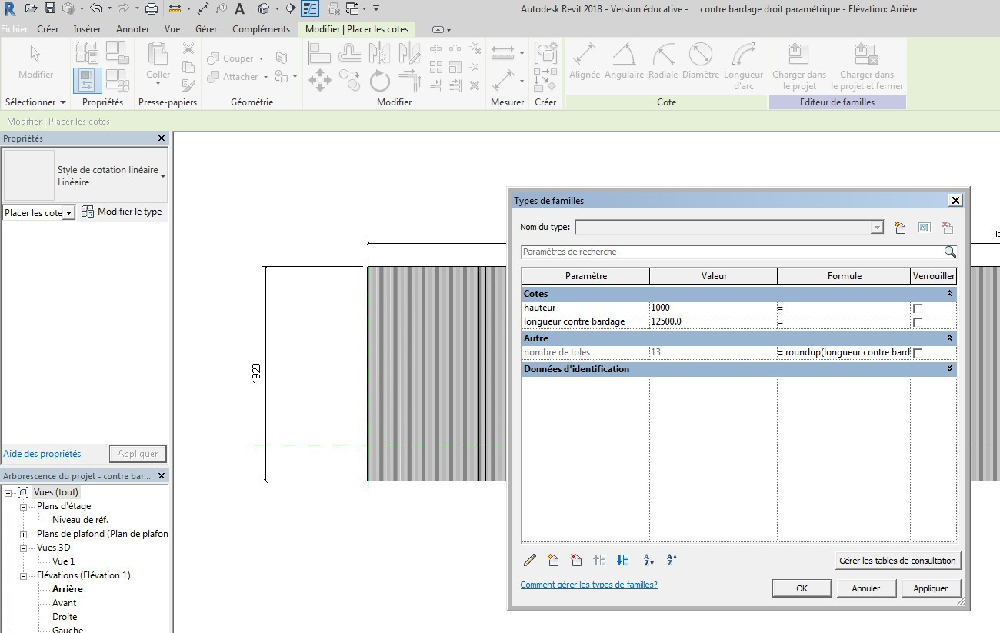 Autodesk Revit 2018 - Version éducative - contre bardage droit paramétrique - Elévation: Arrière
Fichier Créer Insérer Annoter Vue Gérer Compléments Modifier | Placer les cotes
Modifier
Coller
Couper
Attacher
Alignée Angulaire Radiale Diamètre Longueur d'arc
Charger dans le projet
Charger dans le projet et fermer
Sélectionner Propriétés Presse-papiers Géométrie Modifier Mesurer Créer Cote Editeur de familles
Modifier | Placer les cotes
Propriétés
Style de cotation linéaire
Linéaire
Placer les cote Modifier le type
Aide des propriétés Appliquer
Arborescence du projet - contre bar...
Vues (tout)
Plans d'étage
Niveau de réf.
Plans de plafond (Plan de plafon
Vues 3D
Vue 1
Elévations (Elévation 1)
Arrière
Avant
Droite
Gauche
1920
lo
Types de familles
Nom du type:
Paramètres de recherche
Paramètre Valeur Formule Verrouiller
Cotes
hauteur 1000 =
longueur contre bardage 12500.0 =
Autre
nombre de toles 13 = roundup(longueur contre bard
Données d'identification
Gérer les tables de consultation
Comment gérer les types de familles?
OK Annuler Appliquer